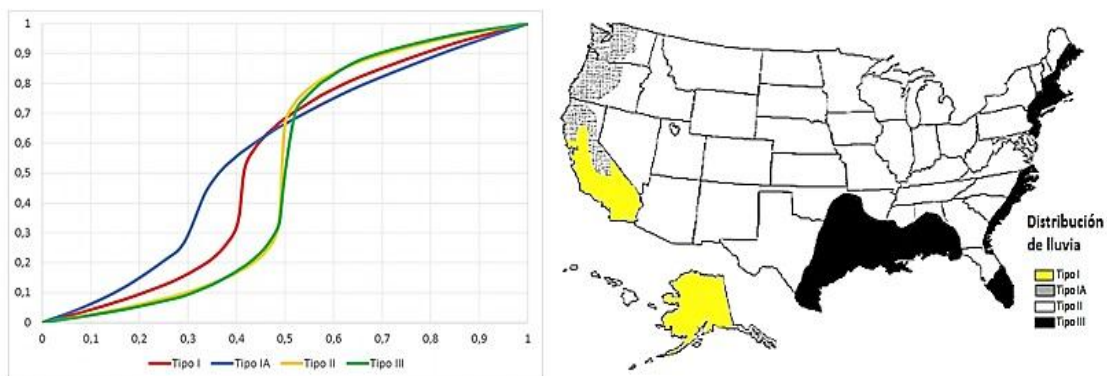 1
0,9
0,8
0,7
0,6
0,5
0,4
0,3
0,2
0,1
0
0 0,1 0,2 0,3 0,4 0,5 0,6 0,7 0,8 0,9 1
Tipo I Tipo IA Tipo II Tipo III
Distribución
de lluvia
Tipo I
Tipo IA
Tipo II
Tipo III